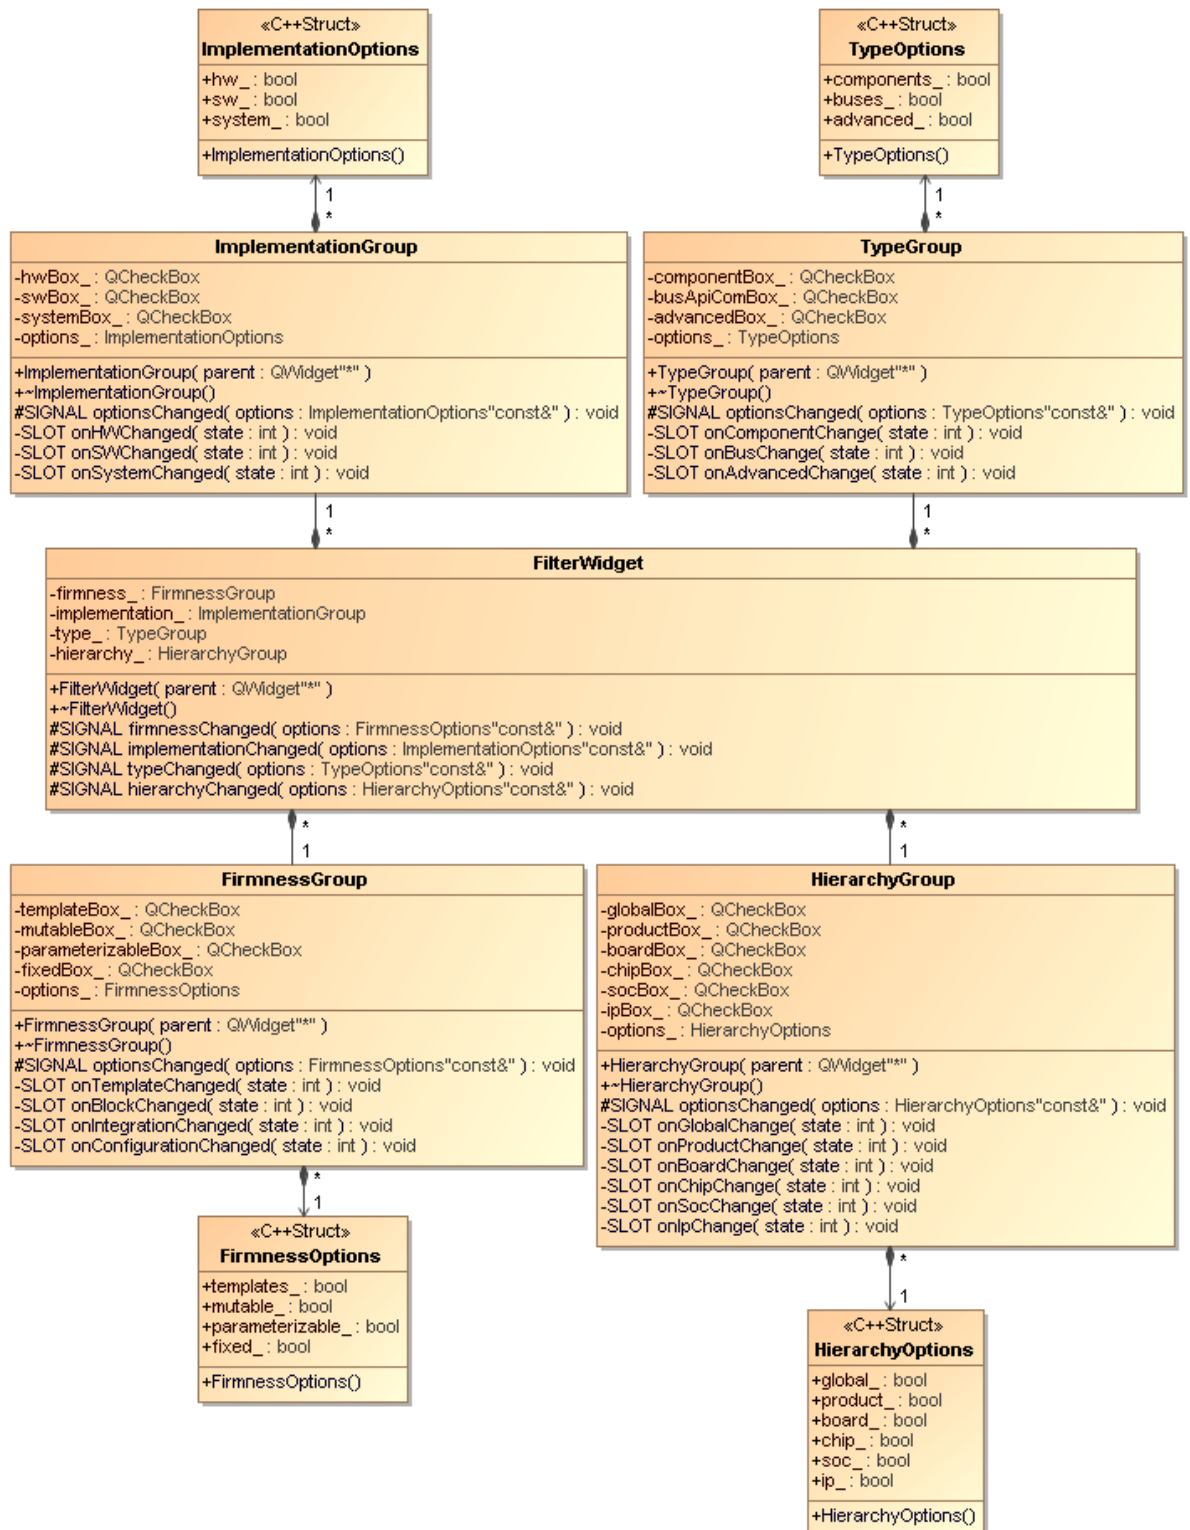 «C++Struct»
ImplementationOptions
+hw_ : bool
+sw_ : bool
+system_ : bool
+ImplementationOptions()
1
*
«C++Struct»
TypeOptions
+components_ : bool
+buses_ : bool
+advanced_ : bool
+TypeOptions()
1
*
ImplementationGroup
-hwBox_ : QCheckBox
-swBox_ : QCheckBox
-systemBox_ : QCheckBox
-options_ : ImplementationOptions
+ImplementationGroup( parent : QWidget"*" )
+~ImplementationGroup()
#SIGNAL optionsChanged( options : ImplementationOptions"const&" ) : void
-SLOT onHWChanged( state : int ) : void
-SLOT onSWChanged( state : int ) : void
-SLOT onSystemChanged( state : int ) : void
1
*
TypeGroup
-componentBox_ : QCheckBox
-busApiComBox_ : QCheckBox
-advancedBox_ : QCheckBox
-options_ : TypeOptions
+TypeGroup( parent : QWidget"*" )
+~TypeGroup()
#SIGNAL optionsChanged( options : TypeOptions"const&" ) : void
-SLOT onComponentChange( state : int ) : void
-SLOT onBusChange( state : int ) : void
-SLOT onAdvancedChange( state : int ) : void
1
*
FilterWidget
-firmness_ : FirmnessGroup
-implementation_ : ImplementationGroup
-type_ : TypeGroup
-hierarchy_ : HierarchyGroup
+FilterWidget( parent : QWidget"*" )
+~FilterWidget()
#SIGNAL firmnessChanged( options : FirmnessOptions"const&" ) : void
#SIGNAL implementationChanged( options : ImplementationOptions"const&" ) : void
#SIGNAL typeChanged( options : TypeOptions"const&" ) : void
#SIGNAL hierarchyChanged( options : HierarchyOptions"const&" ) : void
*
1
*
1
FirmnessGroup
-templateBox_ : QCheckBox
-mutableBox_ : QCheckBox
-parameterizableBox_ : QCheckBox
-fixedBox_ : QCheckBox
-options_ : FirmnessOptions
+FirmnessGroup( parent : QWidget"*" )
+~FirmnessGroup()
#SIGNAL optionsChanged( options : FirmnessOptions"const&" ) : void
-SLOT onTemplateChanged( state : int ) : void
-SLOT onBlockChanged( state : int ) : void
-SLOT onIntegrationChanged( state : int ) : void
-SLOT onConfigurationChanged( state : int ) : void
*
1
HierarchyGroup
-globalBox_ : QCheckBox
-productBox_ : QCheckBox
-boardBox_ : QCheckBox
-chipBox_ : QCheckBox
-socBox_ : QCheckBox
-ipBox_ : QCheckBox
-options_ : HierarchyOptions
+HierarchyGroup( parent : QWidget"*" )
+~HierarchyGroup()
#SIGNAL optionsChanged( options : HierarchyOptions"const&" ) : void
-SLOT onGlobalChange( state : int ) : void
-SLOT onProductChange( state : int ) : void
-SLOT onBoardChange( state : int ) : void
-SLOT onChipChange( state : int ) : void
-SLOT onSocChange( state : int ) : void
-SLOT onIpChange( state : int ) : void
*
1
«C++Struct»
FirmnessOptions
+templates_ : bool
+mutable_ : bool
+parameterizable_ : bool
+fixed_ : bool
+FirmnessOptions()
«C++Struct»
HierarchyOptions
+global_ : bool
+product_ : bool
+board_ : bool
+chip_ : bool
+soc_ : bool
+ip_ : bool
+HierarchyOptions()